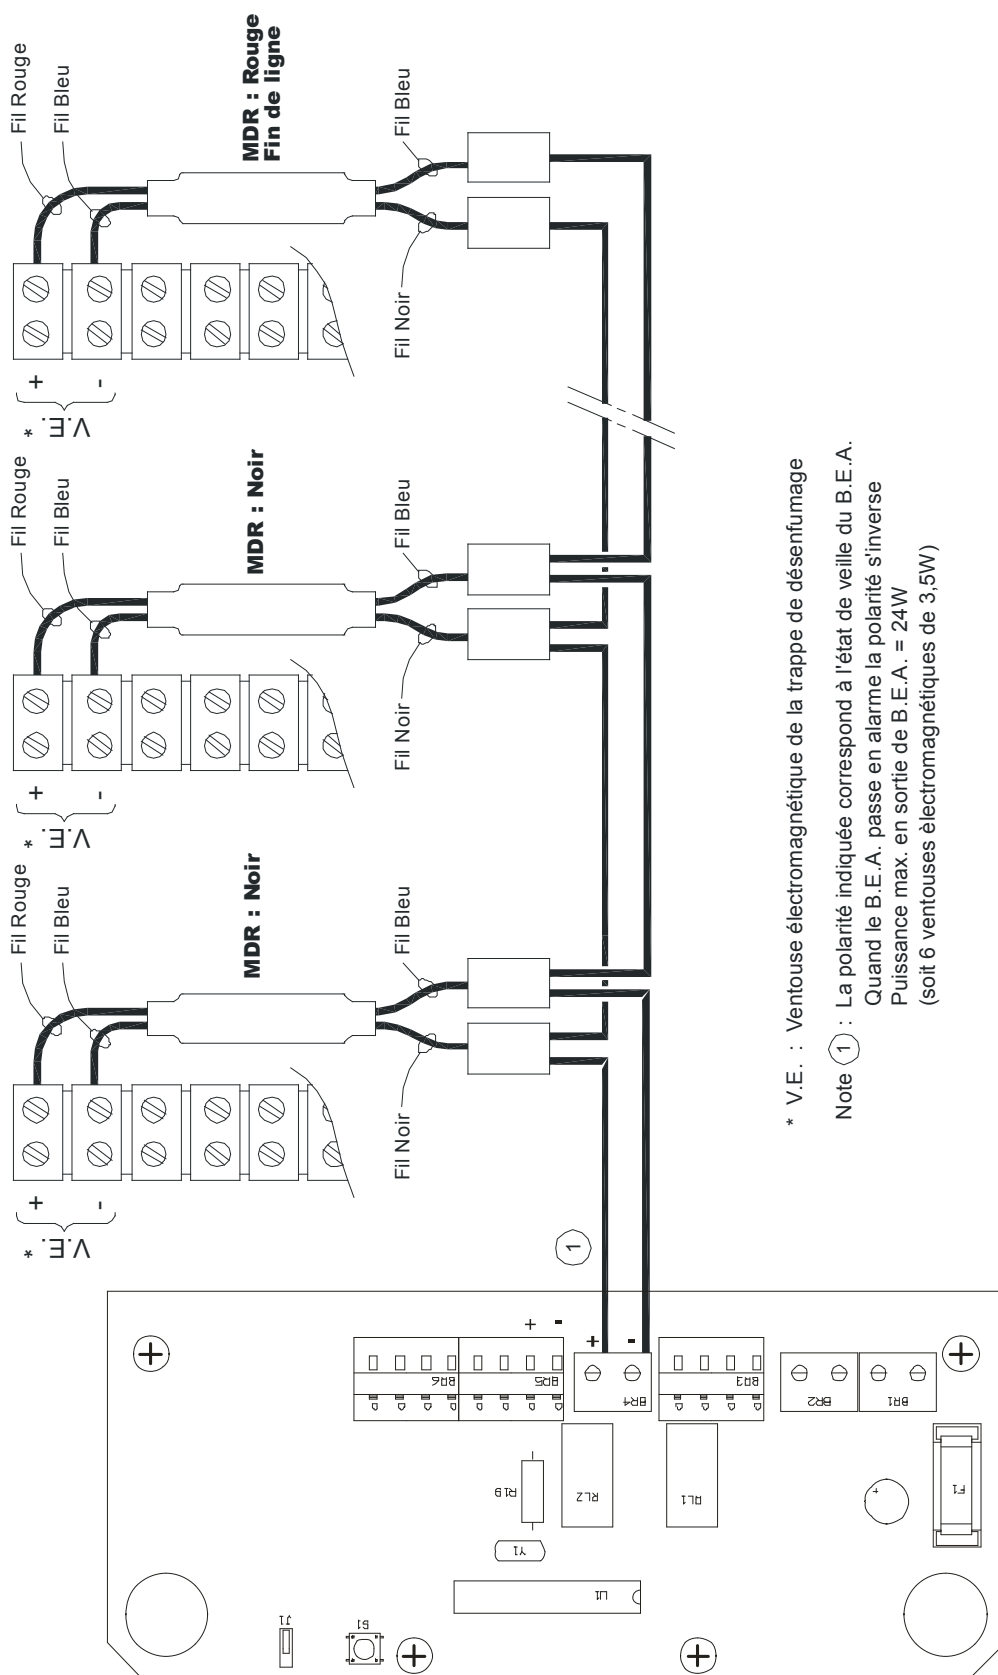 Fil Rouge
Fil Bleu
MDR : Rouge
Fin de ligne
Fil Bleu
Fil Noir
+
-
V.E. *
Fil Rouge
Fil Bleu
MDR : Noir
Fil Bleu
Fil Noir
+
-
V.E. *
Fil Rouge
Fil Bleu
MDR : Noir
Fil Bleu
Fil Noir
+
-
V.E. *
1
* V.E. : Ventouse électromagnétique de la trappe de désenfumage
Note 1 : La polarité indiquée correspond à l'état de veille du B.E.A.
Quand le B.E.A. passe en alarme la polarité s'inverse
Puissance max. en sortie de B.E.A. = 24W
(soit 6 ventouses èlectromagnétiques de 3,5W)
+
-
+
-
BR6
BR5
BR4
BR3
BR2
BR1
R19
RL2
RL1
+
F1
Y1
U1
J1
S1